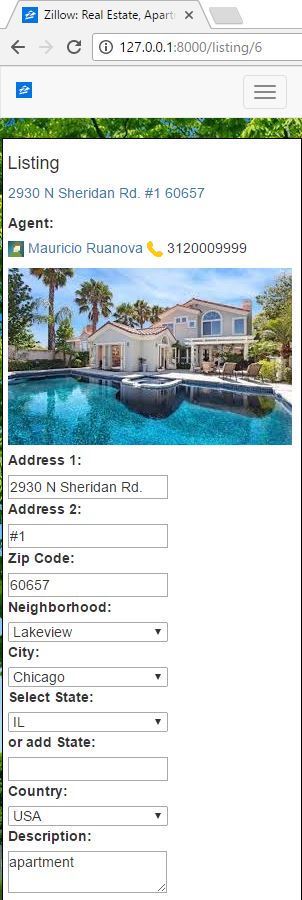 Zillow: Real Estate, Apart
127.0.0.1:8000/listing/6
Listing
2930 N Sheridan Rd. #1 60657
Agent:
Mauricio Ruanova 3120009999
Address 1:
2930 N Sheridan Rd.
Address 2:
#1
Zip Code:
60657
Neighborhood:
Lakeview
City:
Chicago
Select State:
IL
or add State:
Country:
USA
Description:
apartment